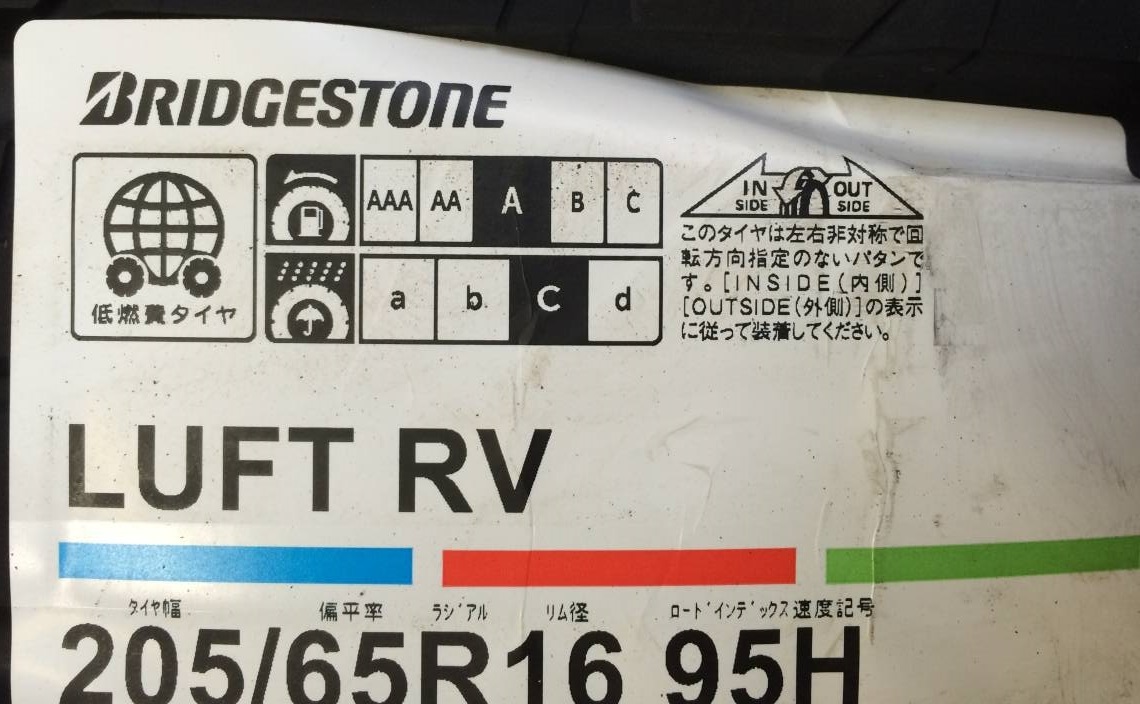 BRIDGESTONE
AAA AA A B C
低燃費タイヤ
a b C d
IN SIDE OUT SIDE
このタイヤは左右非対称で回
転方向指定のないパタンで
す。[INSIDE(内側)]
[OUTSIDE(外側)]の表示
に従って装着してください。
LUFT RV
タイヤ幅 偏平率 ラジアル リム径 ロードインデックス 速度記号
205/65R16 95H